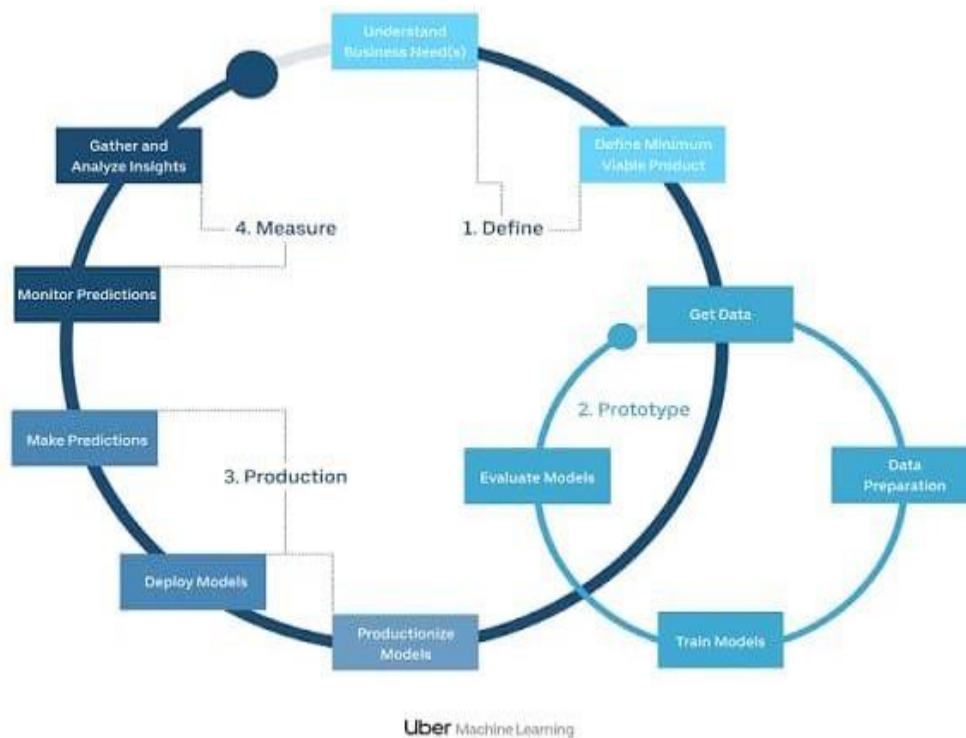 Understand
Business Need(s)
Define Minimum
Viable Product
1. Define
Get Data
2. Prototype
Data
Preparation
Train Models
Evaluate Models
Productionize
Models
Deploy Models
3. Production
Make Predictions
Monitor Predictions
4. Measure
Gather and
Analyze Insights
Uber Machine Learning